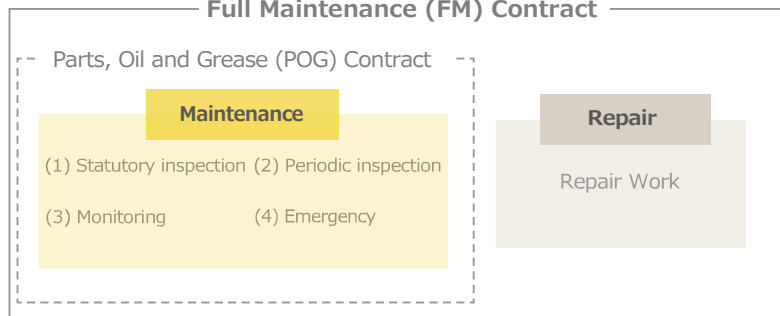 Full Maintenance (FM) Contract
Parts, Oil and Grease (POG) Contract
Maintenance
(1) Statutory inspection (2) Periodic inspection
(3) Monitoring (4) Emergency
Repair
Repair Work